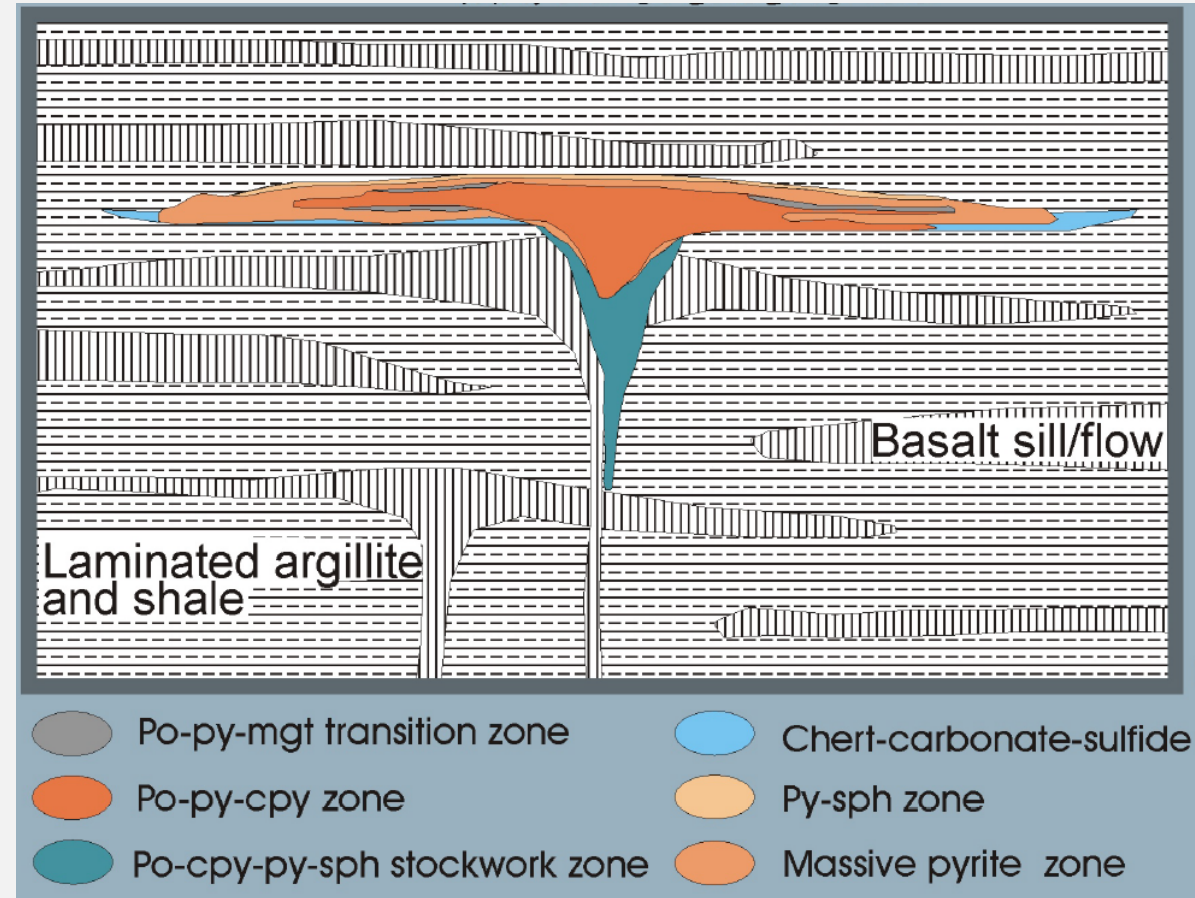 Basalt sill/flow
Laminated argillite
and shale
Po-py-mgt transition zone
Chert-carbonate-sulfide
Po-py-cpy zone
Py-sph zone
Po-cpy-py-sph stockwork zone
Massive pyrite zone